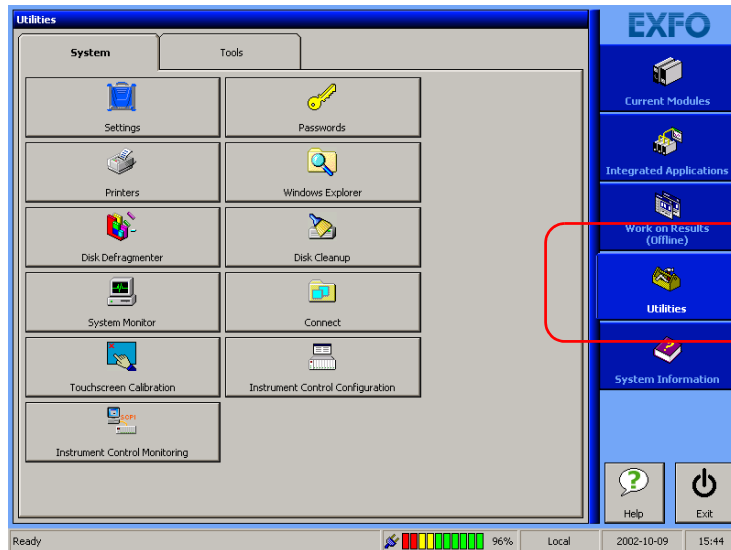 Utilities
EXFO
System
Tools
Settings
Passwords
Current Modules
Printers
Windows Explorer
Integrated Applications
Disk Defragmenter
Disk Cleanup
Work on Results
(Offline)
System Monitor
Connect
Utilities
Touchscreen Calibration
Instrument Control Configuration
System Information
SCPI
Instrument Control Monitoring
Help
Exit
Ready
96%
Local
2002-10-09
15:44